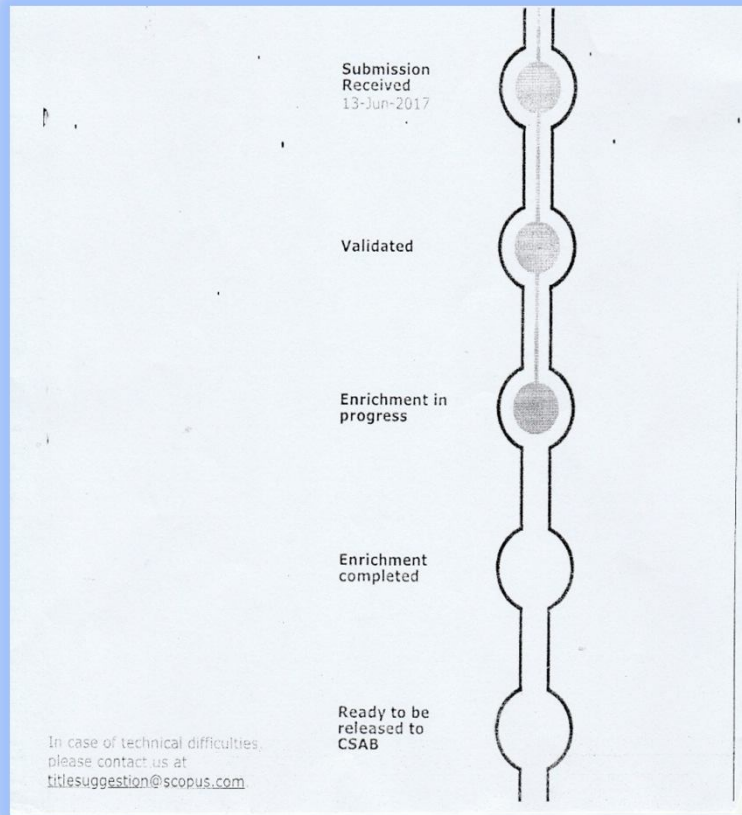 Submission
Received
13-Jun-2017
Validated
Enrichment in
progress
Enrichment
completed
Ready to be
released to
CSAB
In case of technical difficulties,
please contact us at
titlesuggestion@scopus.com